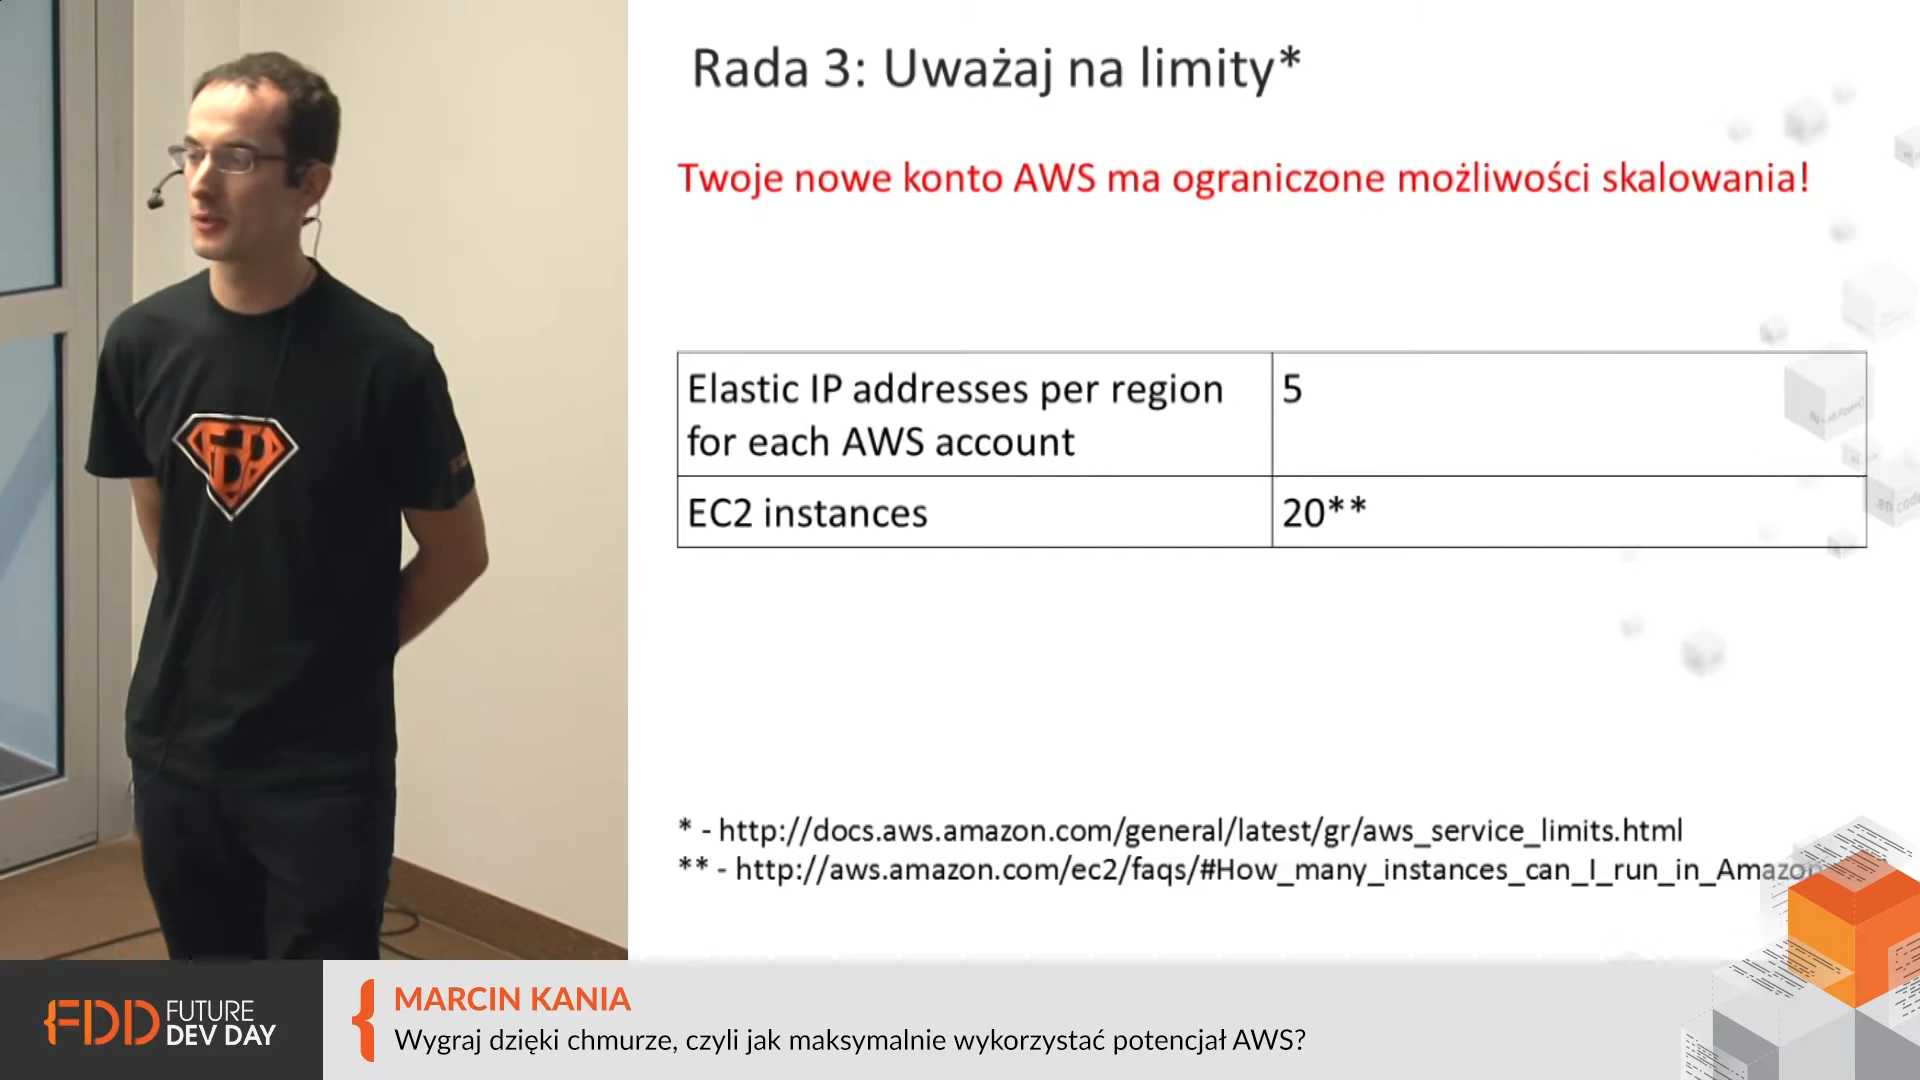 Rada 3: Uważaj na limity*
Twoje nowe konto AWS ma ograniczone możliwości skalowania!
Elastic IP addresses per region 5
for each AWS account
EC2 instances 20**
* - http://docs.aws.amazon.com/general/latest/gr/aws_service_limits.html
** - http://aws.amazon.com/ec2/faqs/#How_many_instances_can_I_run_in_Amazon
FDD
FDD FUTURE
DEV DAY
MARCIN KANIA
Wygraj dzięki chmurze, czyli jak maksymalnie wykorzystać potencjał AWS?